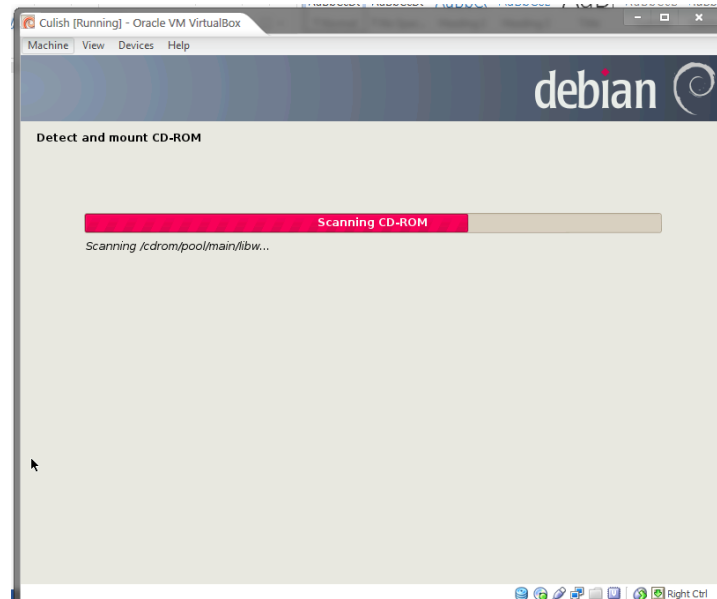 Culish [Running] - Oracle VM VirtualBox
Machine View Devices Help
debian
Detect and mount CD-ROM
Scanning CD-ROM
Scanning /cdrom/pool/main/libw...
Right Ctrl